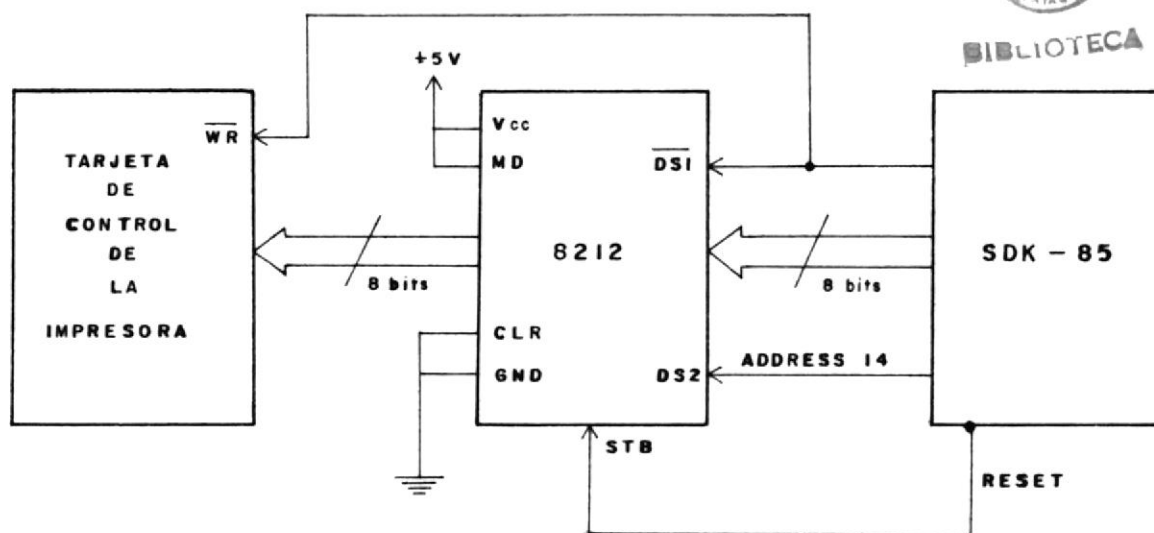 BIBLIOTECA
+5V
WR
TARJETA
DE
CONTROL
DE
LA
IMPRESORA
8 bits
Vcc
MD
DS1
8212
CLR
GND
DS2
STB
8 bits
ADDRESS 14
SDK-85
RESET